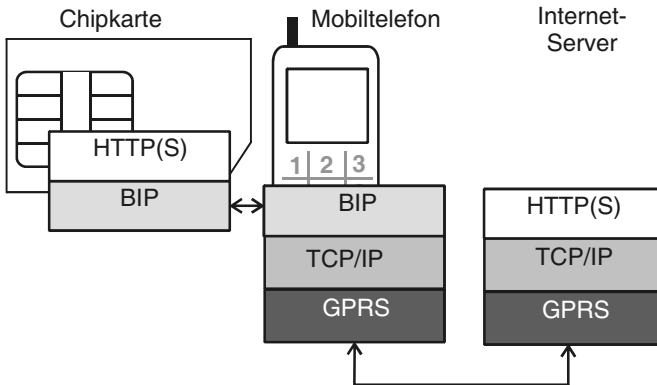 Chipkarte
Mobiltelefon
Internet-
Server
HTTP(S)
BIP
1 2 3
BIP
TCP/IP
GPRS
HTTP(S)
TCP/IP
GPRS